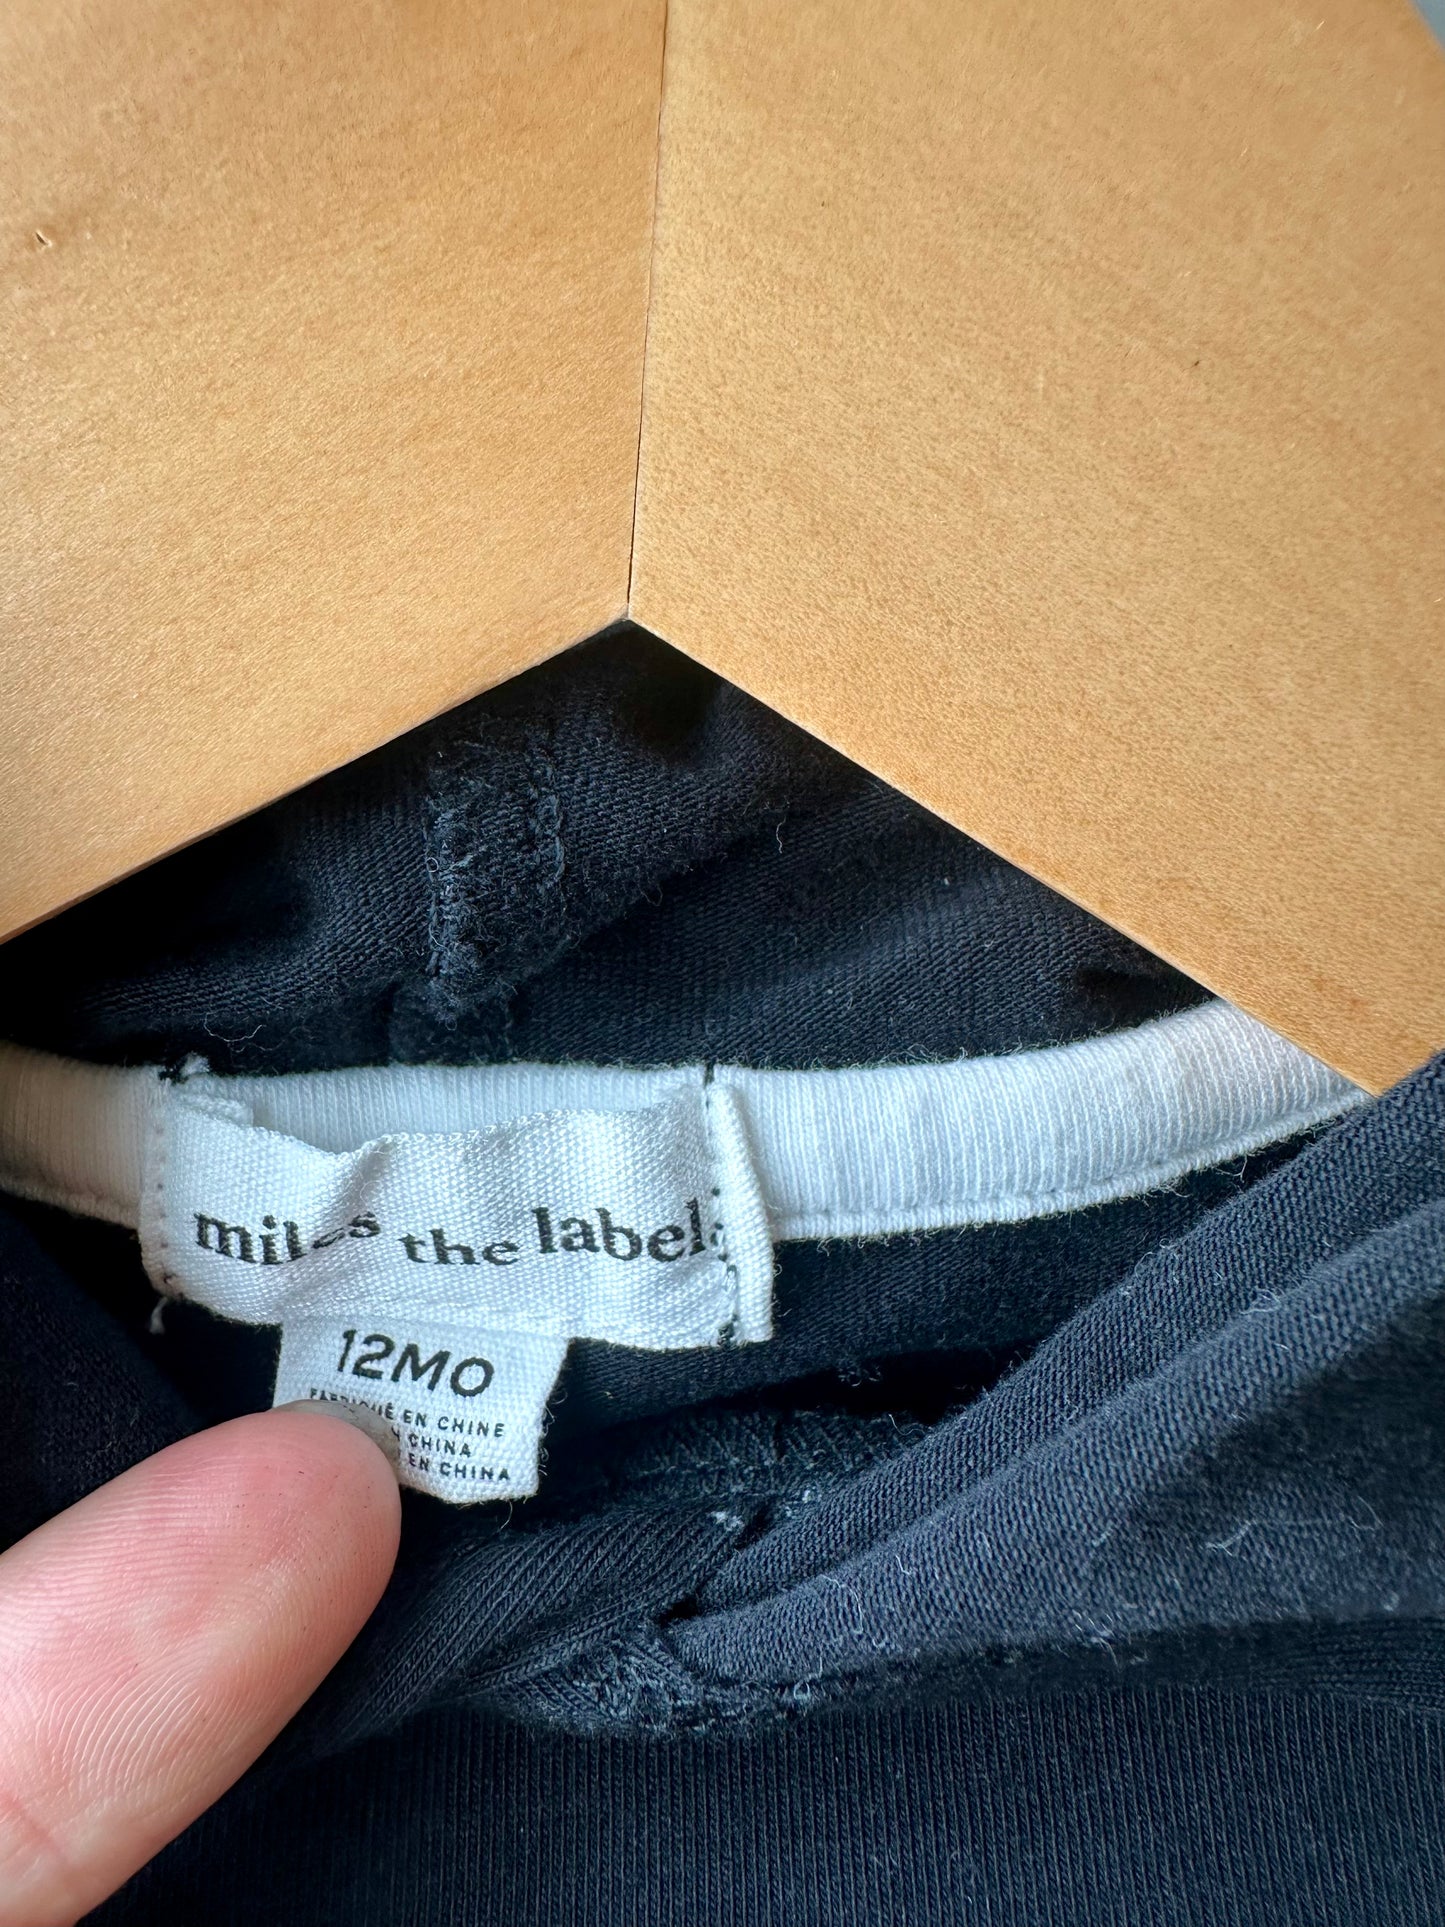 miles the label.
12MO
FABRIQUÉ EN CHINE
CHINA
EN CHINA